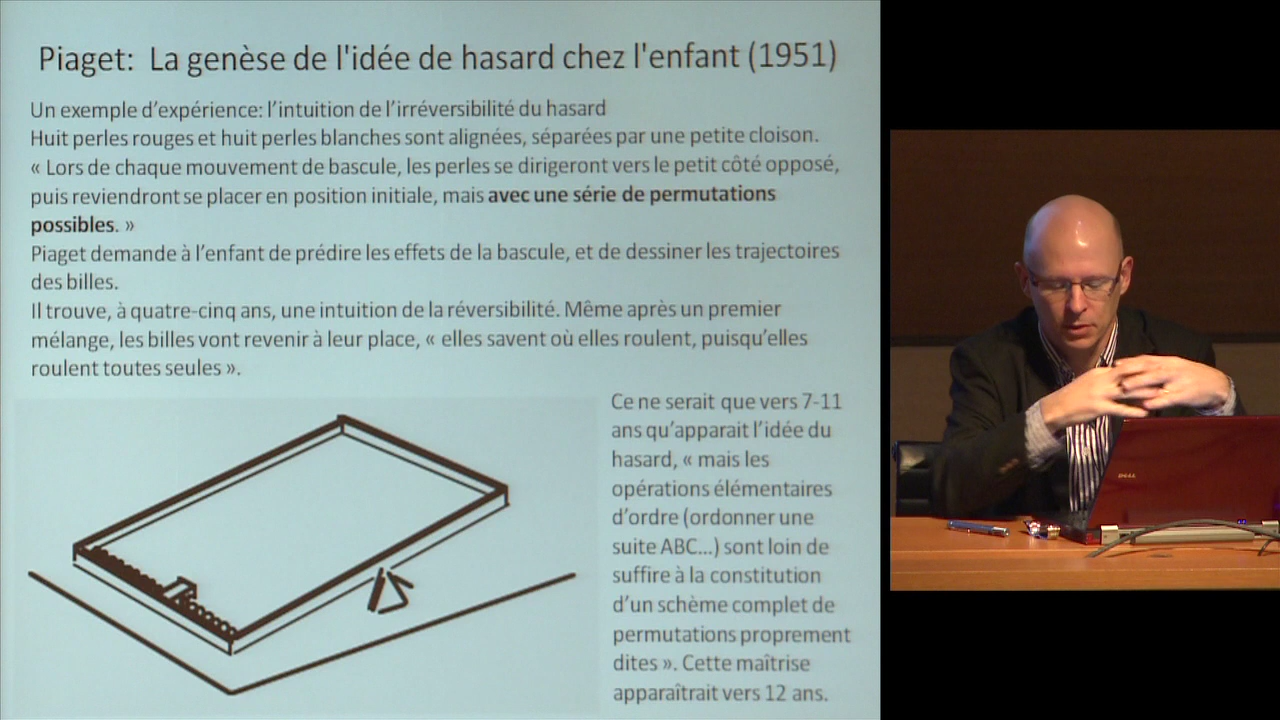 Piaget: La genèse de l'idée de hasard chez l'enfant (1951)
Un exemple d'expérience: l'intuition de l'irréversibilité du hasard
Huit perles rouges et huit perles blanches sont alignées, séparées par une petite cloison.
« Lors de chaque mouvement de bascule, les perles se dirigeront vers le petit côté opposé,
puis reviendront se placer en position initiale, mais avec une série de permutations
possibles. »
Piaget demande à l'enfant de prédire les effets de la bascule, et de dessiner les trajectoires
des billes.
Il trouve, à quatre-cinq ans, une intuition de la réversibilité. Même après un premier
mélange, les billes vont revenir à leur place, « elles savent où elles roulent, puisqu'elles
roulent toutes seules ».
Ce ne serait que vers 7-11
ans qu'apparait l'idée du
hasard, « mais les
opérations élémentaires
d'ordre (ordonner une
suite ABC...) sont loin de
suffire à la constitution
d'un schème complet de
permutations proprement
dites ». Cette maîtrise
apparaîtrait vers 12 ans.
DELL